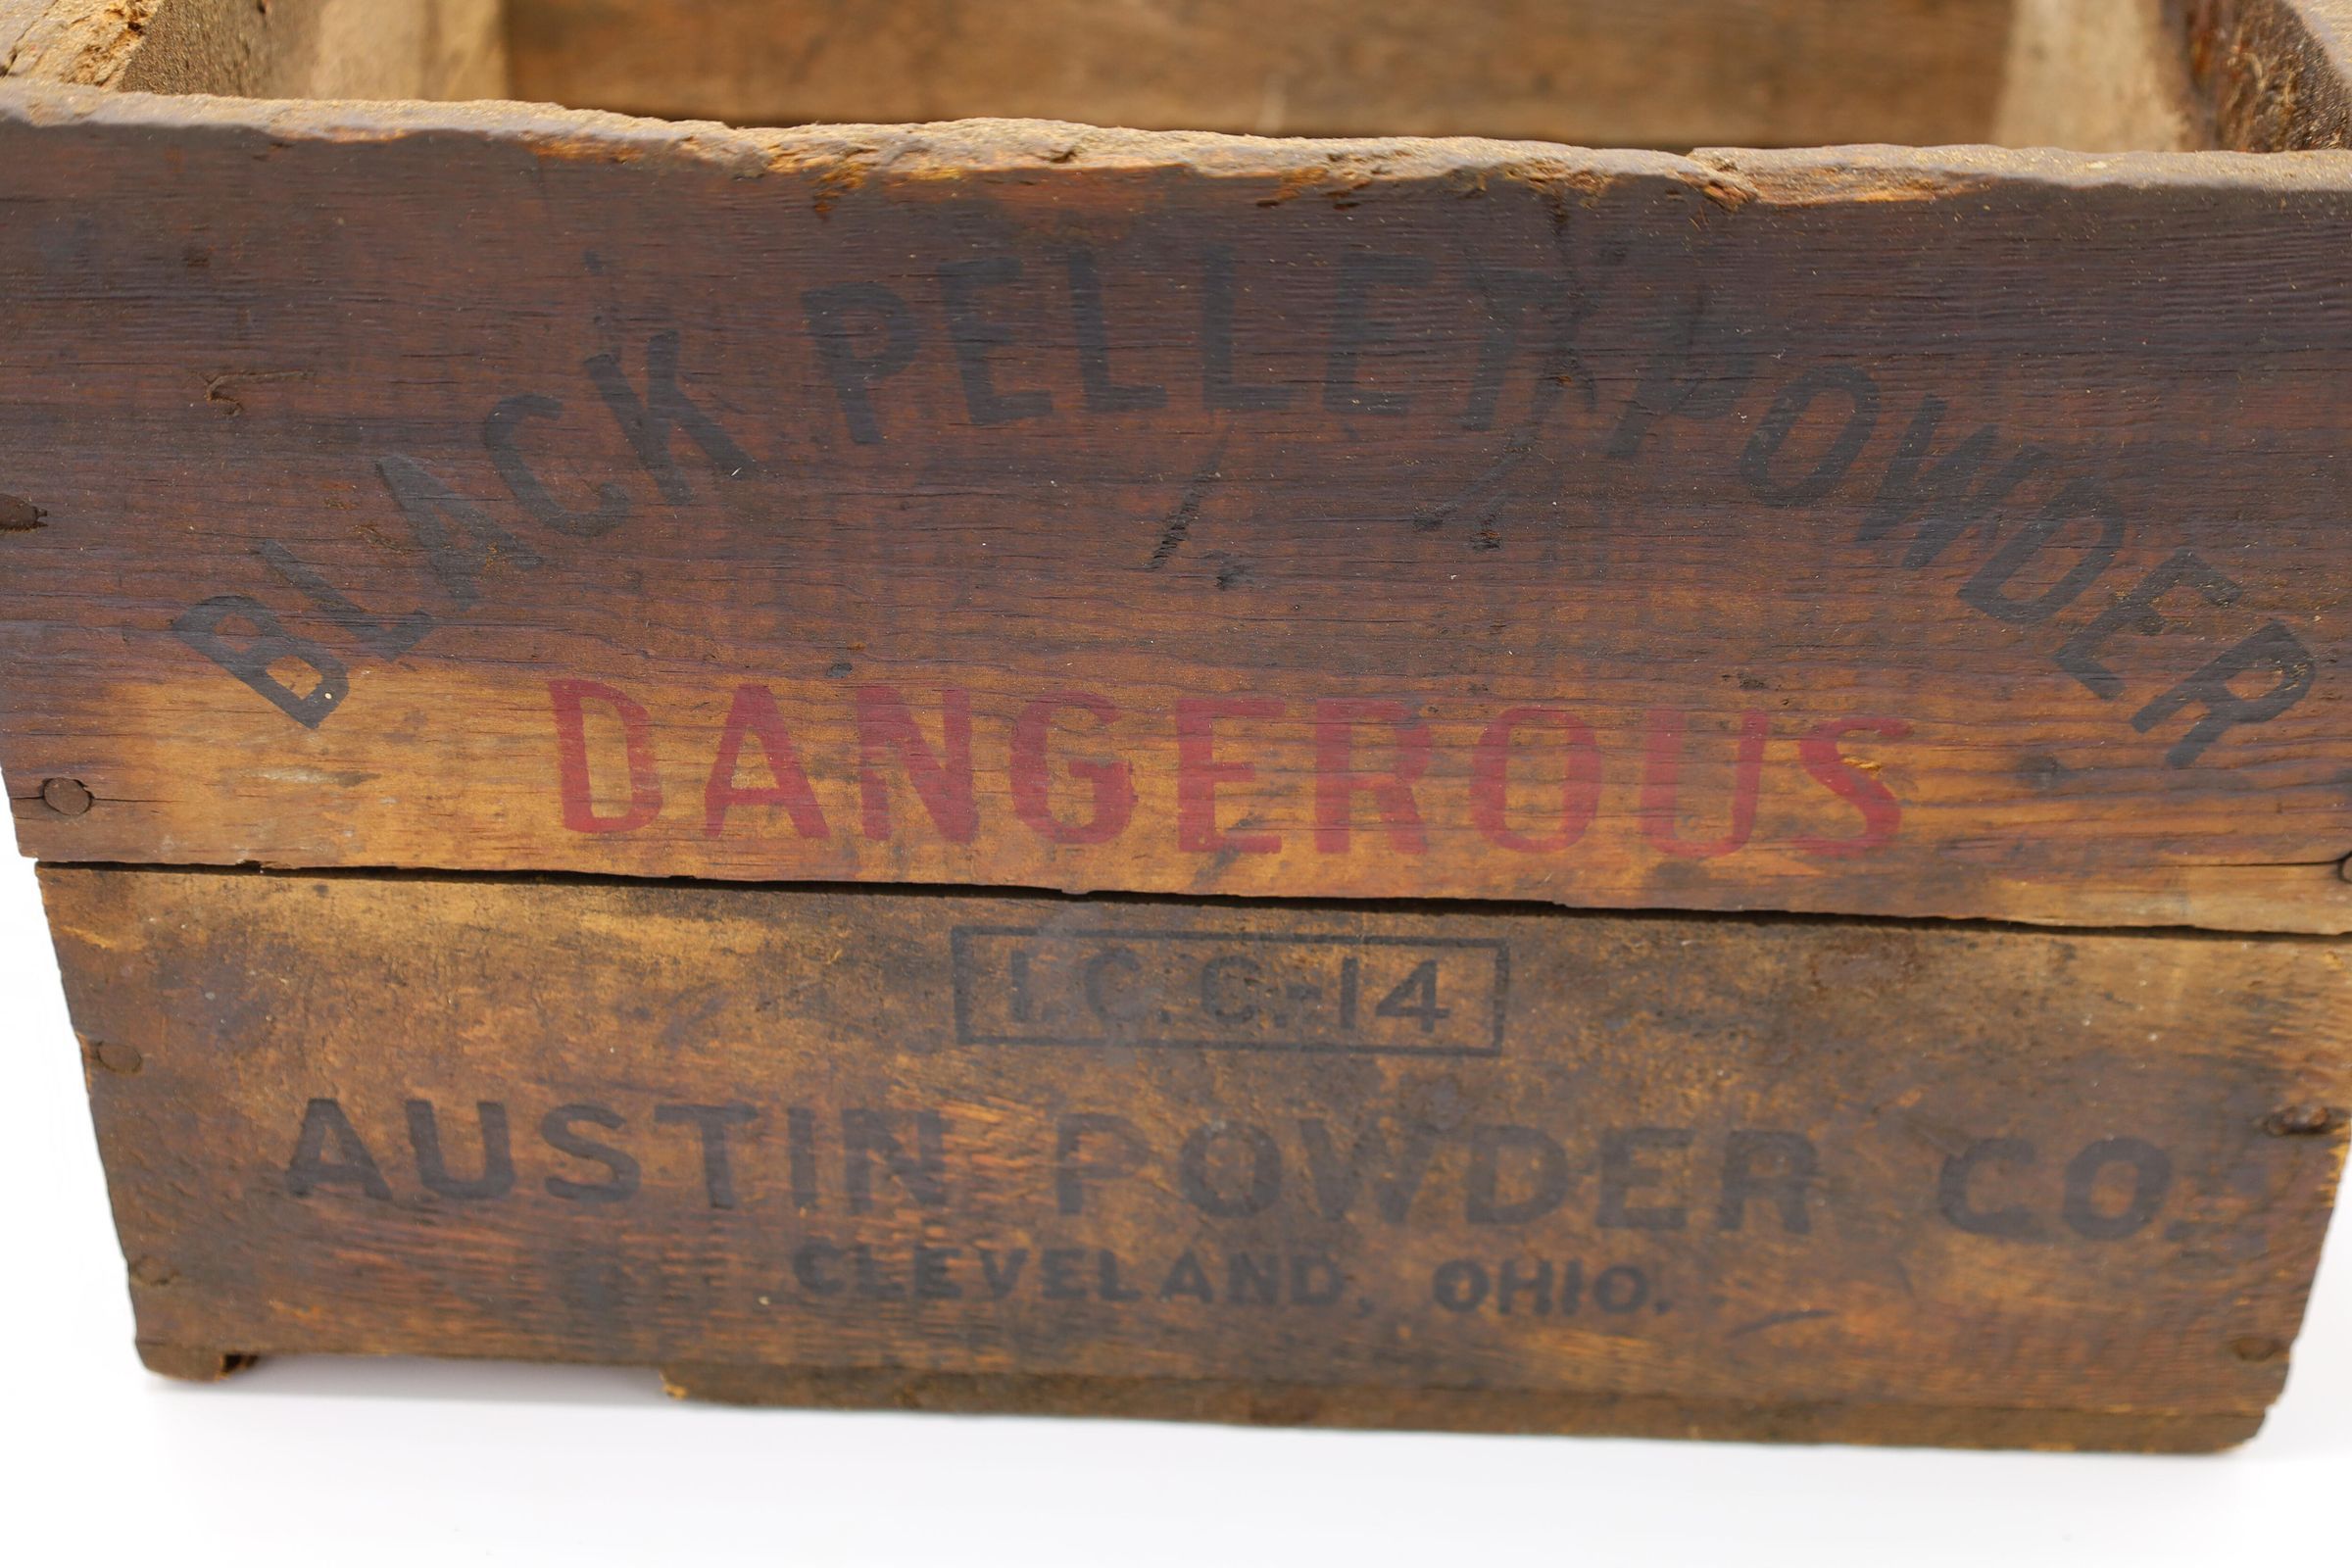 BLACK PELLET POWDER
DANGEROUS
I.C.C.-14
AUSTIN POWDER CO.
CLEVELAND, OHIO.